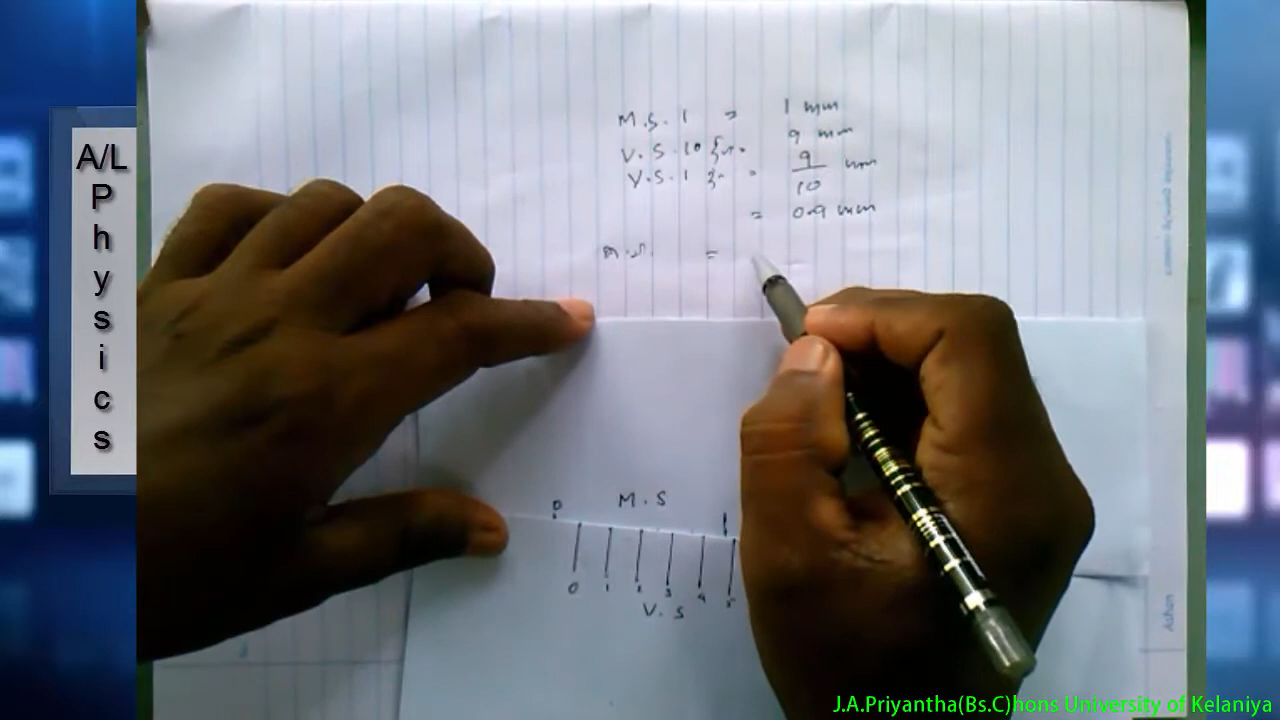 A/L
Physics
M.S. 1 = 1 mm
V.S. 10 = 9 mm
V.S. 1 = 9/10 mm
= 0.9 mm
=
0 M.S 1
0 1 2 3 4 5
V.S
J.A.Priyantha(Bs.C)hons University of Kelaniya